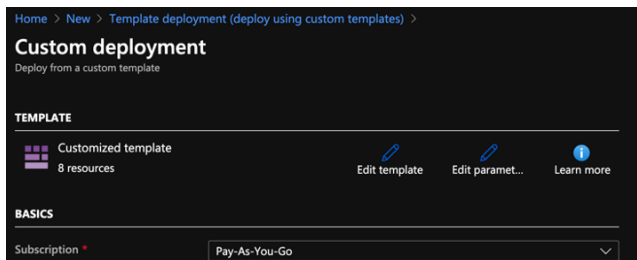 Home > New > Template deployment (deploy using custom templates) >
Custom deployment
Deploy from a custom template
TEMPLATE
Customized template
8 resources
Edit template
Edit paramet...
Learn more
BASICS
Subscription * Pay-As-You-Go